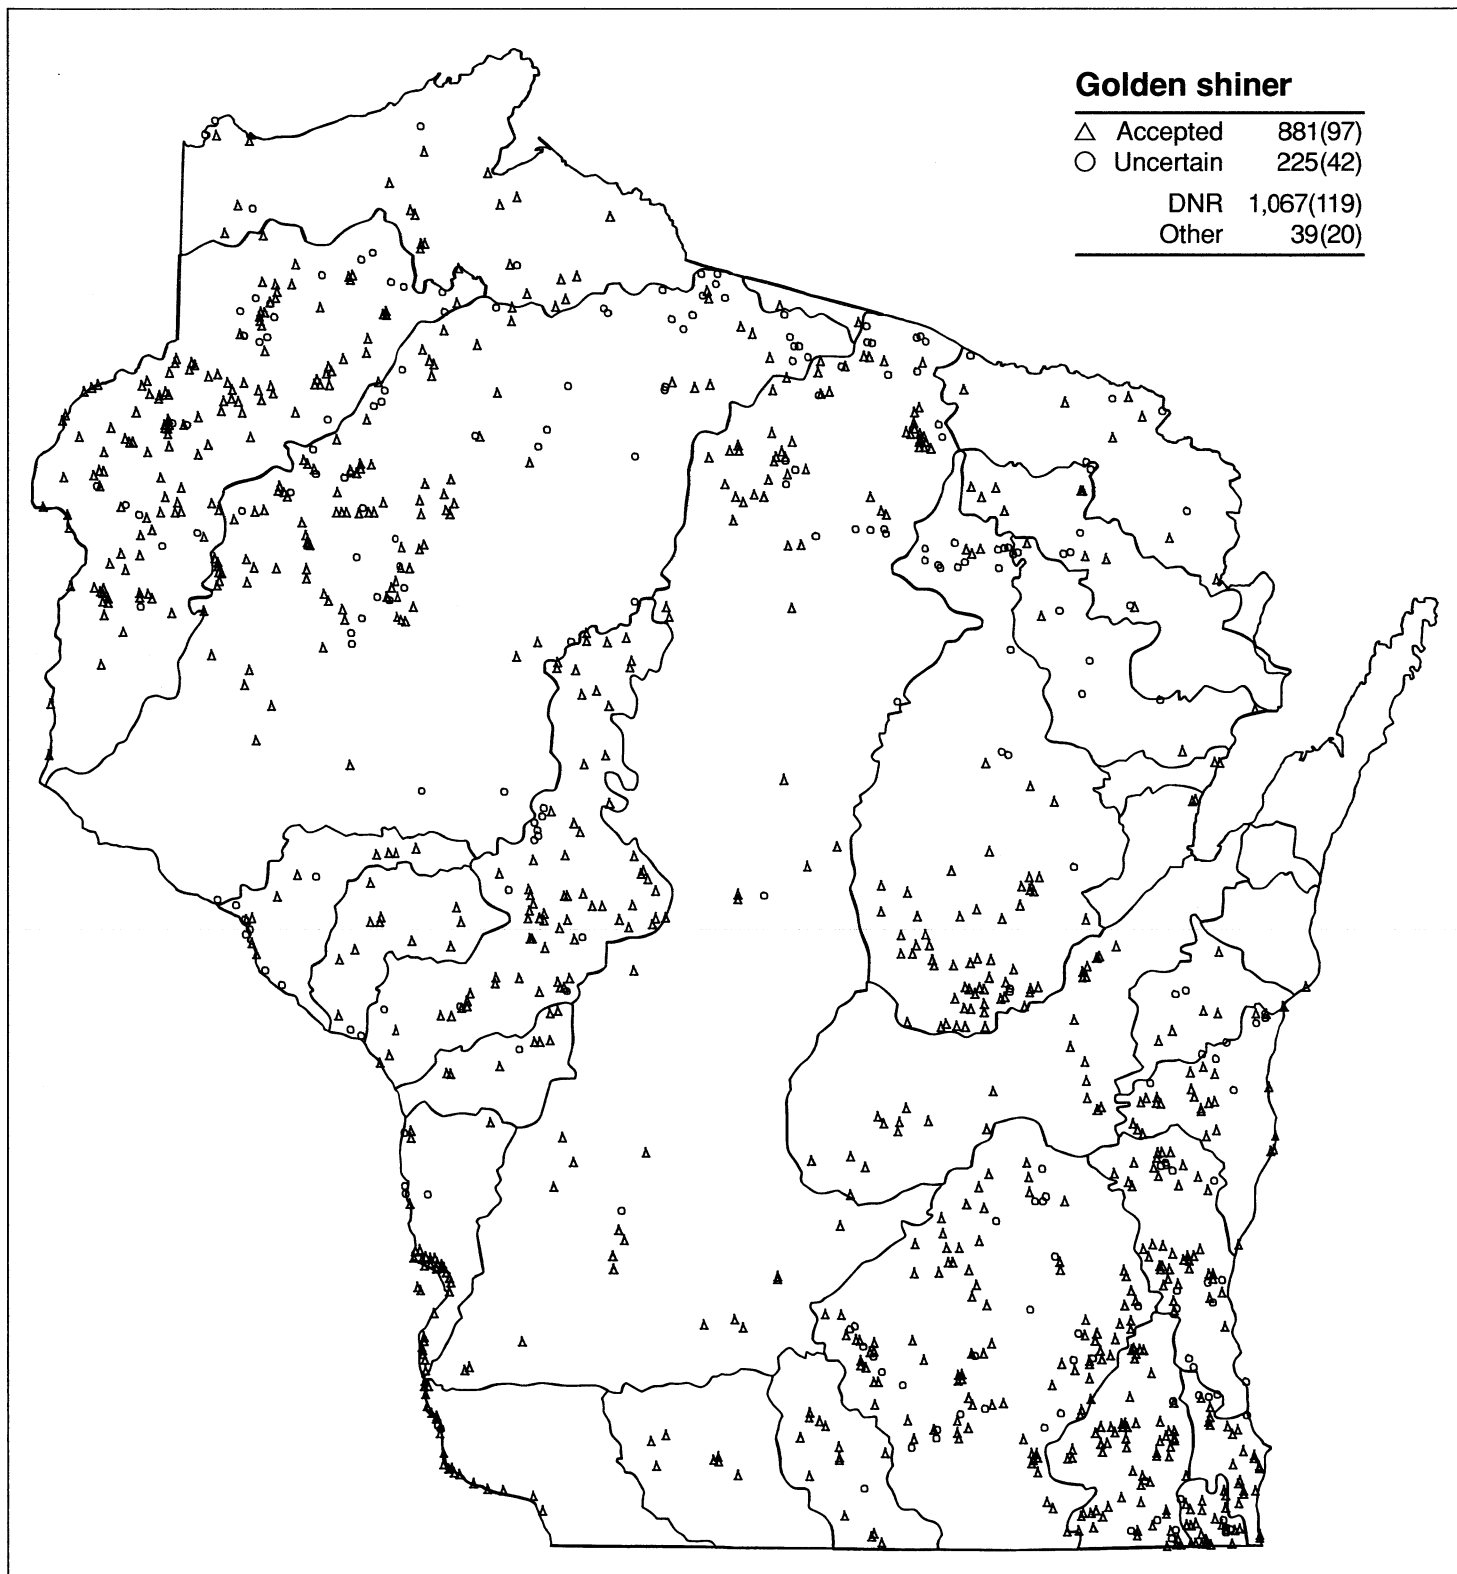 Golden shiner
△ Accepted 881(97)
○ Uncertain 225(42)
DNR 1,067(119)
Other 39(20)